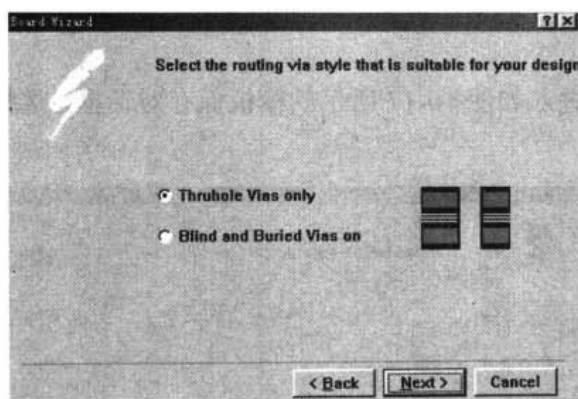 Board Wizard
Select the routing via style that is suitable for your design
Thruhole Vias only
Blind and Buried Vias on
< Back
Next >
Cancel